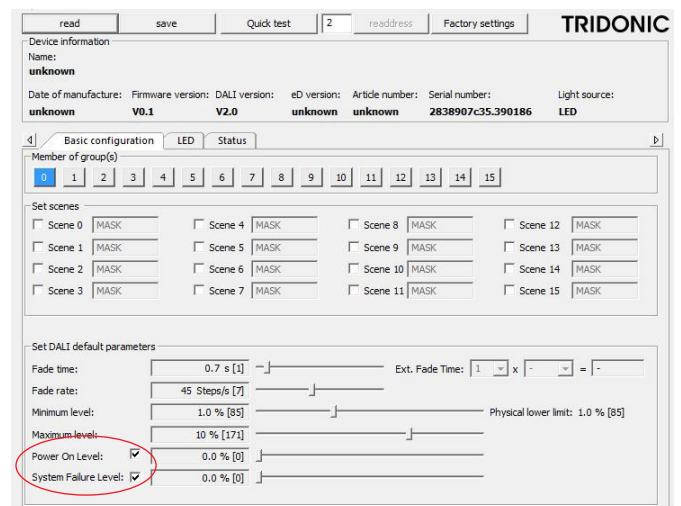 read save Quick test 2 readdress Factory settings TRIDONIC
Device information
Name:
unknown
Date of manufacture: Firmware version: DALI version: eD version: Article number: Serial number: Light source:
unknown V0.1 V2.0 unknown unknown 2838907c35.390186 LED
Basic configuration LED Status
Member of group(s)
0 1 2 3 4 5 6 7 8 9 10 11 12 13 14 15
Set scenes
Scene 0 MASK Scene 4 MASK Scene 8 MASK Scene 12 MASK
Scene 1 MASK Scene 5 MASK Scene 9 MASK Scene 13 MASK
Scene 2 MASK Scene 6 MASK Scene 10 MASK Scene 14 MASK
Scene 3 MASK Scene 7 MASK Scene 11 MASK Scene 15 MASK
Set DALI default parameters
Fade time: 0.7 s [1] Ext. Fade Time: 1 x - = -
Fade rate: 45 Steps/s [7]
Minimum level: 1.0 % [85] Physical lower limit: 1.0 % [85]
Maximum level: 10 % [171]
Power On Level: 0.0 % [0]
System Failure Level: 0.0 % [0]